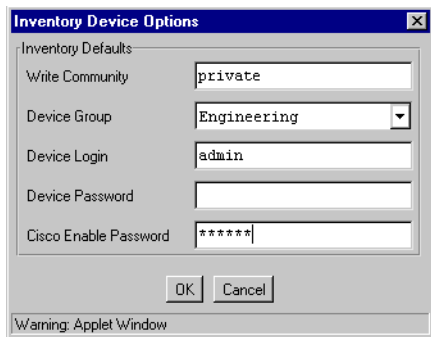 Inventory Device Options
Inventory Defaults
Write Community private
Device Group Engineering
Device Login admin
Device Password
Cisco Enable Password ******
OK Cancel
Warning: Applet Window